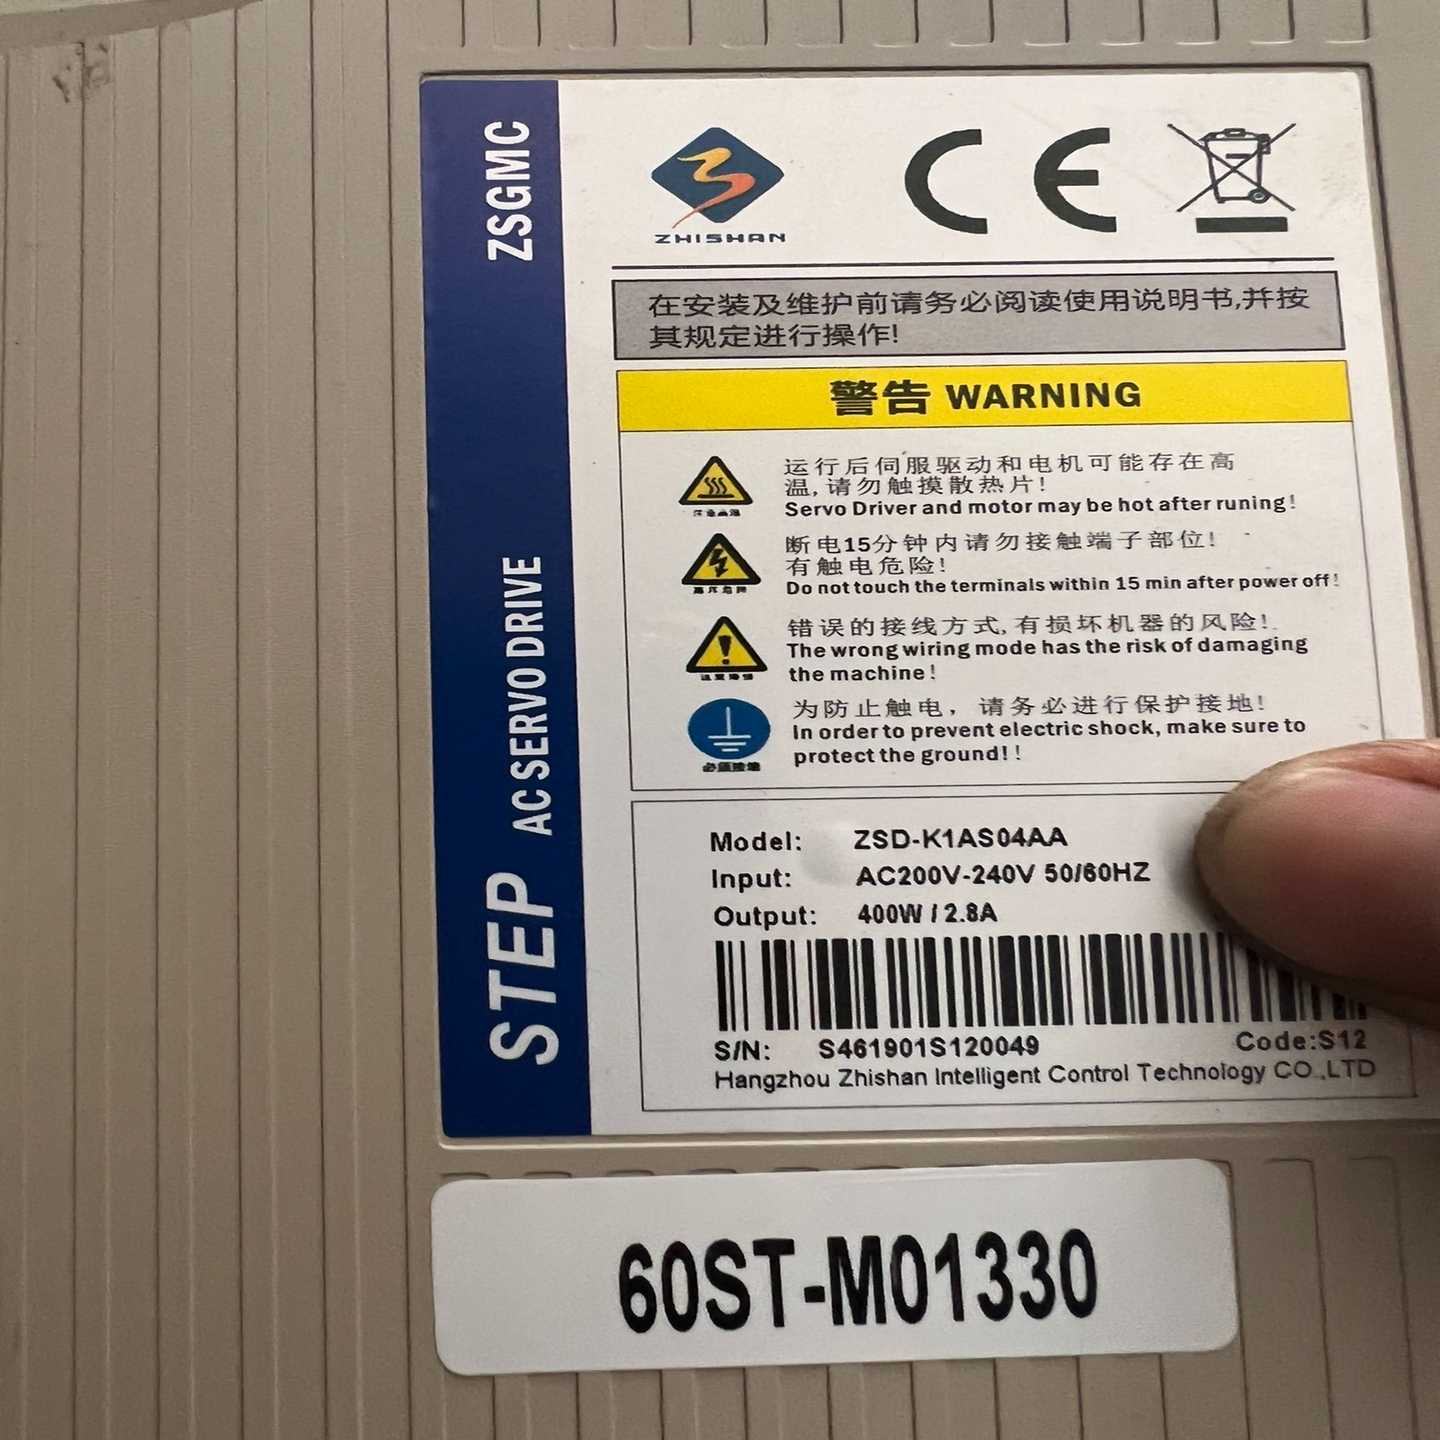 ZSGMC
STEP AC SERVO DRIVE
ZHISHAN
CE
在安装及维护前请务必阅读使用说明书,并按
其规定进行操作!
警告 WARNING
运行后伺服驱动和电机可能存在高
温,请勿触摸散热片!
Servo Driver and motor may be hot after runing!
断电15分钟内请勿接触端子部位!
有触电危险!
Do not touch the terminals within 15 min after power off!
错误的接线方式,有损坏机器的风险!
The wrong wiring mode has the risk of damaging
the machine!
为防止触电，请务必进行保护接地!
In order to prevent electric shock, make sure to
protect the ground!!
必须接地
Model: ZSD-K1AS04AA
Input: AC200V-240V 50/60HZ
Output: 400W / 2.8A
S/N: S461901S120049 Code:S12
Hangzhou Zhishan Intelligent Control Technology CO.,LTD
60ST-M01330